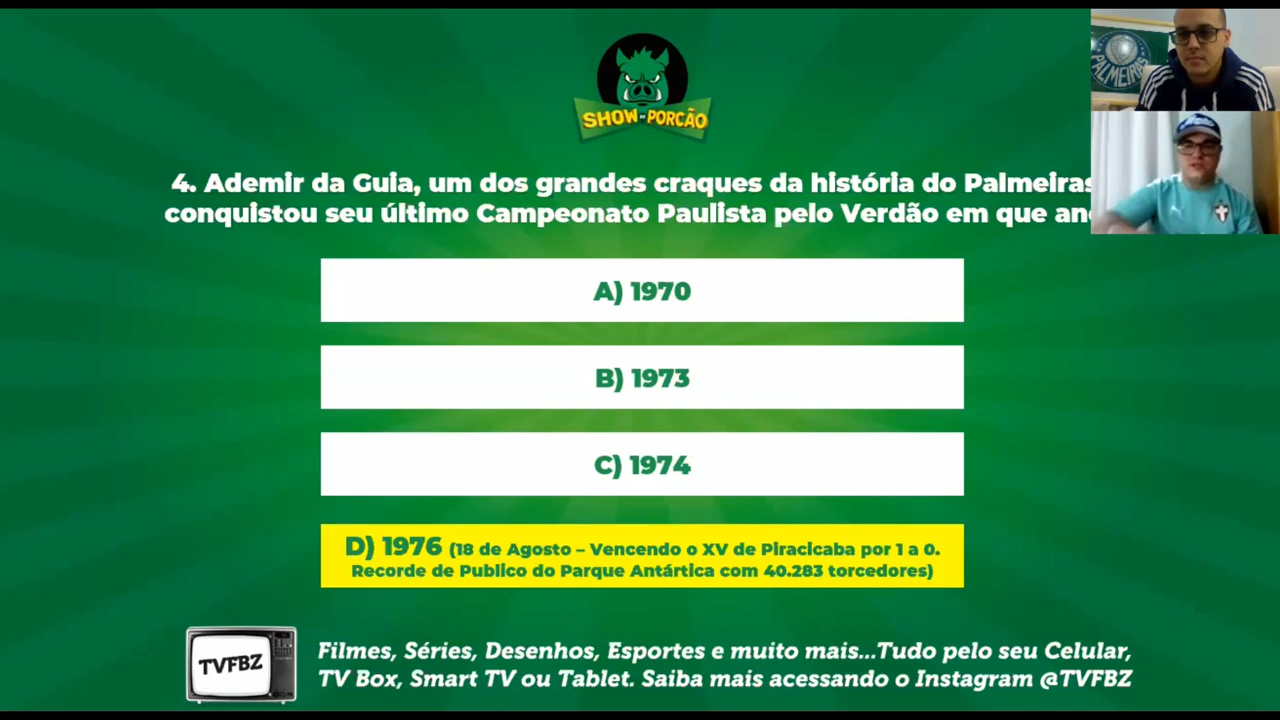 SHOW DO PORCÃO
PALMEIRAS
4. Ademir da Guia, um dos grandes craques da história do Palmeiras
conquistou seu último Campeonato Paulista pelo Verdão em que
A) 1970
B) 1973
C) 1974
D) 1976 (18 de Agosto – Vencendo o XV de Piracicaba por 1 a 0.
Recorde de Publico do Parque Antártica com 40.283 torcedores)
TVFBZ
Filmes, Séries, Desenhos, Esportes e muito mais...Tudo pelo seu Celular,
TV Box, Smart TV ou Tablet. Saiba mais acessando o Instagram @TVFBZ